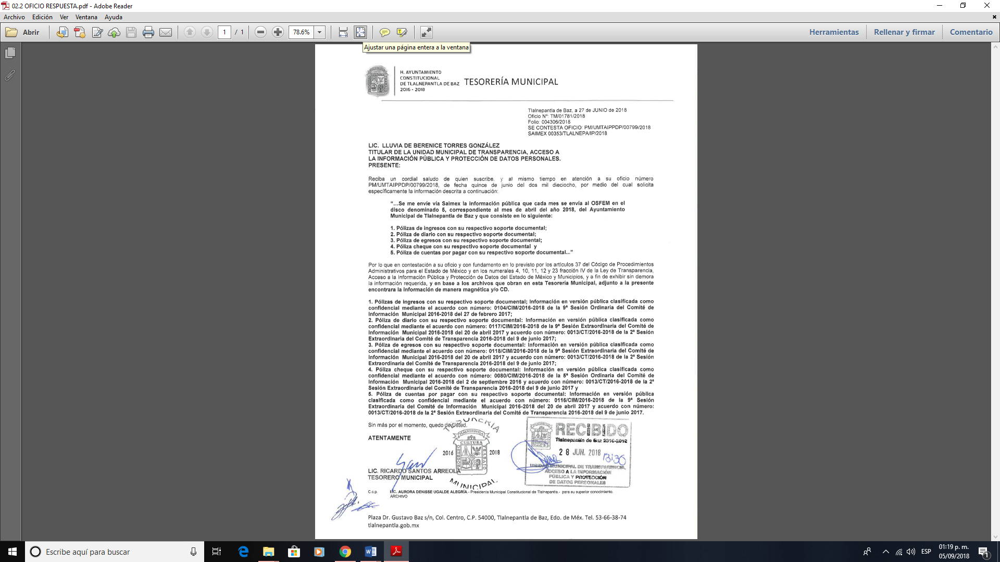 02.2 OFICIO RESPUESTA.pdf - Adobe Reader
Archivo Edición Ver Ventana Ayuda
Abrir 1 / 1 78.6% Herramientas Rellenar y firmar Comentario
Ajustar una página entera a la ventana
H. AYUNTAMIENTO
CONSTITUCIONAL
DE TLALNEPANTLA DE BAZ
2016 - 2018
TESORERÍA MUNICIPAL
Tlalnepantla de Baz, a 27 de JUNIO de 2018
Oficio Nº: TM/01781/2018
Folio: 004306/2018
SE CONTESTA OFICIO: PM/UMTAIPPDP/00799/2018
SAIMEX 00353/TLALNEPA/IP/2018
LIC. LLUVIA DE BERENICE TORRES GONZÁLEZ
TITULAR DE LA UNIDAD MUNICIPAL DE TRANSPARENCIA, ACCESO A
LA INFORMACIÓN PÚBLICA Y PROTECCIÓN DE DATOS PERSONALES.
PRESENTE:
Reciba un cordial saludo de quien suscribe. y al mismo tiempo en atención a su oficio número
PM/UMTAIPPDP/00799/2018, de fecha quince de junio del dos mil dieciocho, por medio del cual solicita
específicamente la información descrita a continuación:
“...Se me envíe vía Saimex la información pública que cada mes se envía al OSFEM en el
disco denominado 5, correspondiente al mes de abril del año 2018, del Ayuntamiento
Municipal de Tlalnepantla de Baz y que consiste en lo siguiente:
1. Pólizas de ingresos con su respectivo soporte documental;
2. Póliza de diario con su respectivo soporte documental;
3. Póliza de egresos con su respectivo soporte documental;
4. Póliza cheque con su respectivo soporte documental y
5. Póliza de cuentas por pagar con su respectivo soporte documental...”
Por lo que en contestación a su oficio y con fundamento en lo previsto por los artículos 37 del Código de Procedimientos
Administrativos para el Estado de México y en los numerales 4, 10, 11, 12 y 23 fracción IV de la Ley de Transparencia,
Acceso a la Información Pública y Protección de Datos del Estado de México y Municipios, y a fin de exhibir sin demora
la información requerida, y en base a los archivos que obran en esta Tesorería Municipal, adjunto a la presente
encontrara la información de manera magnética y/o CD.
1. Pólizas de ingresos con su respectivo soporte documental; Información en versión pública clasificada como
confidencial mediante el acuerdo con número: 0104/CIM/2016-2018 de la 9ª Sesión Ordinaria del Comité de
Información Municipal 2016-2018 del 27 de febrero 2017;
2. Póliza de diario con su respectivo soporte documental: Información en versión pública clasificada como
confidencial mediante el acuerdo con número: 0117/CIM/2016-2018 de la 9ª Sesión Extraordinaria del Comité de
Información Municipal 2016-2018 del 20 de abril 2017 y acuerdo con número: 0013/CT/2016-2018 de la 2ª Sesión
Extraordinaria del Comité de Transparencia 2016-2018 del 9 de junio 2017;
3. Póliza de egresos con su respectivo soporte documental: Información en versión pública clasificada como
confidencial mediante el acuerdo con número: 0118/CIM/2016-2018 de la 9ª Sesión Extraordinaria del Comité de
Información Municipal 2016-2018 del 20 de abril 2017 y acuerdo con número: 0013/CT/2016-2018 de la 2ª Sesión
Extraordinaria del Comité de Transparencia 2016-2018 del 9 de junio 2017;
4. Póliza cheque con su respectivo soporte documental: Información en versión pública clasificada como
confidencial mediante el acuerdo con número: 0080/CIM/2016-2018 de la 5ª Sesión Ordinaria del Comité de
Información Municipal 2016-2018 del 2 de septiembre 2016 y acuerdo con número: 0013/CT/2016-2018 de la 2ª
Sesión Extraordinaria del Comité de Transparencia 2016-2018 del 9 de junio 2017 y
5. Póliza de cuentas por pagar con su respectivo soporte documental: Información en versión pública
clasificada como confidencial mediante el acuerdo con número: 0116/CIM/2016-2018 de la 9ª Sesión
Extraordinaria del Comité de Información Municipal 2016-2018 del 20 de abril 2017 y acuerdo con número:
0013/CT/2016-2018 de la 2ª Sesión Extraordinaria del Comité de Transparencia 2016-2018 del 9 de junio 2017.
Sin más por el momento, quedo de Usted.
ATENTAMENTE
TESORERIA
TLALNEPANTLA
CULTURA
PROGRESO
TRABAJO
2016 2018
MUNICIPAL
RECIBIDO
Tlalnepantla de Baz 2016-2018
28 JUN. 2018 13:30
UNIDAD MUNICIPAL DE TRANSPARENCIA,
ACCESO A LA INFORMACIÓN
PÚBLICA Y PROTECCIÓN
DE DATOS PERSONALES
LIC. RICARDO SANTOS ARREOLA
TESORERO MUNICIPAL
C.c.p. LIC. AURORA DENISSE UGALDE ALEGRÍA.- Presidenta Municipal Constitucional de Tlalnepantla.- para su superior conocimiento.
ARCHIVO
Plaza Dr. Gustavo Baz s/n, Col. Centro, C.P. 54000, Tlalnepantla de Baz, Edo. de Méx. Tel. 53-66-38-74
tlalnepantla.gob.mx
Escribe aquí para buscar
ESP
01:19 p. m.
05/09/2018
1